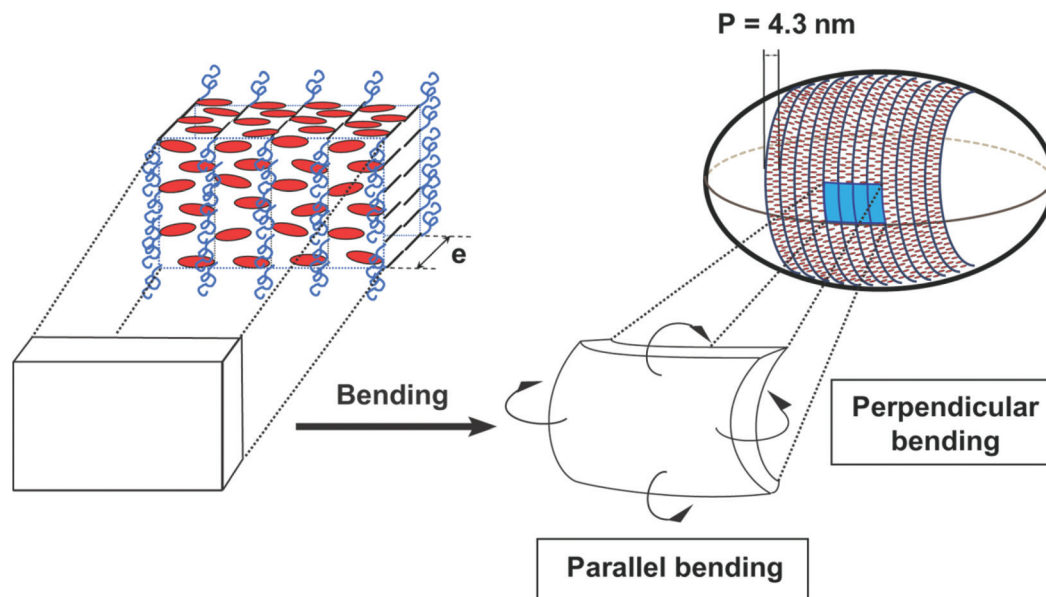 P = 4.3 nm
e
Bending
Perpendicular
bending
Parallel bending